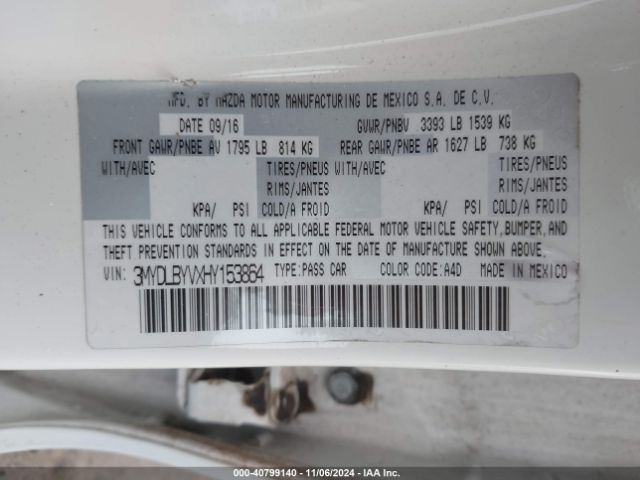 MFD. BY MAZDA MOTOR MANUFACTURING DE MEXICO S.A. DE C.V.
DATE 09/16 GVWR/PNBV 3393 LB 1539 KG
FRONT GAWR/PNBE AV 1795 LB 814 KG REAR GAWR/PNBE AR 1627 LB 738 KG
WITH/AVEC TIRES/PNEUS WITH/AVEC TIRES/PNEUS
RIMS/JANTES RIMS/JANTES
KPA/ PSI COLD/A FROID KPA/ PSI COLD/A FROID
THIS VEHICLE CONFORMS TO ALL APPLICABLE FEDERAL MOTOR VEHICLE SAFETY, BUMPER, AND
THEFT PREVENTION STANDARDS IN EFFECT ON THE DATE OF MANUFACTURE SHOWN ABOVE.
VIN: 3MYDLBYVXHY153864 TYPE:PASS CAR COLOR CODE:A4D MADE IN MEXICO
000-40799140 - 11/06/2024 - IAA Inc.